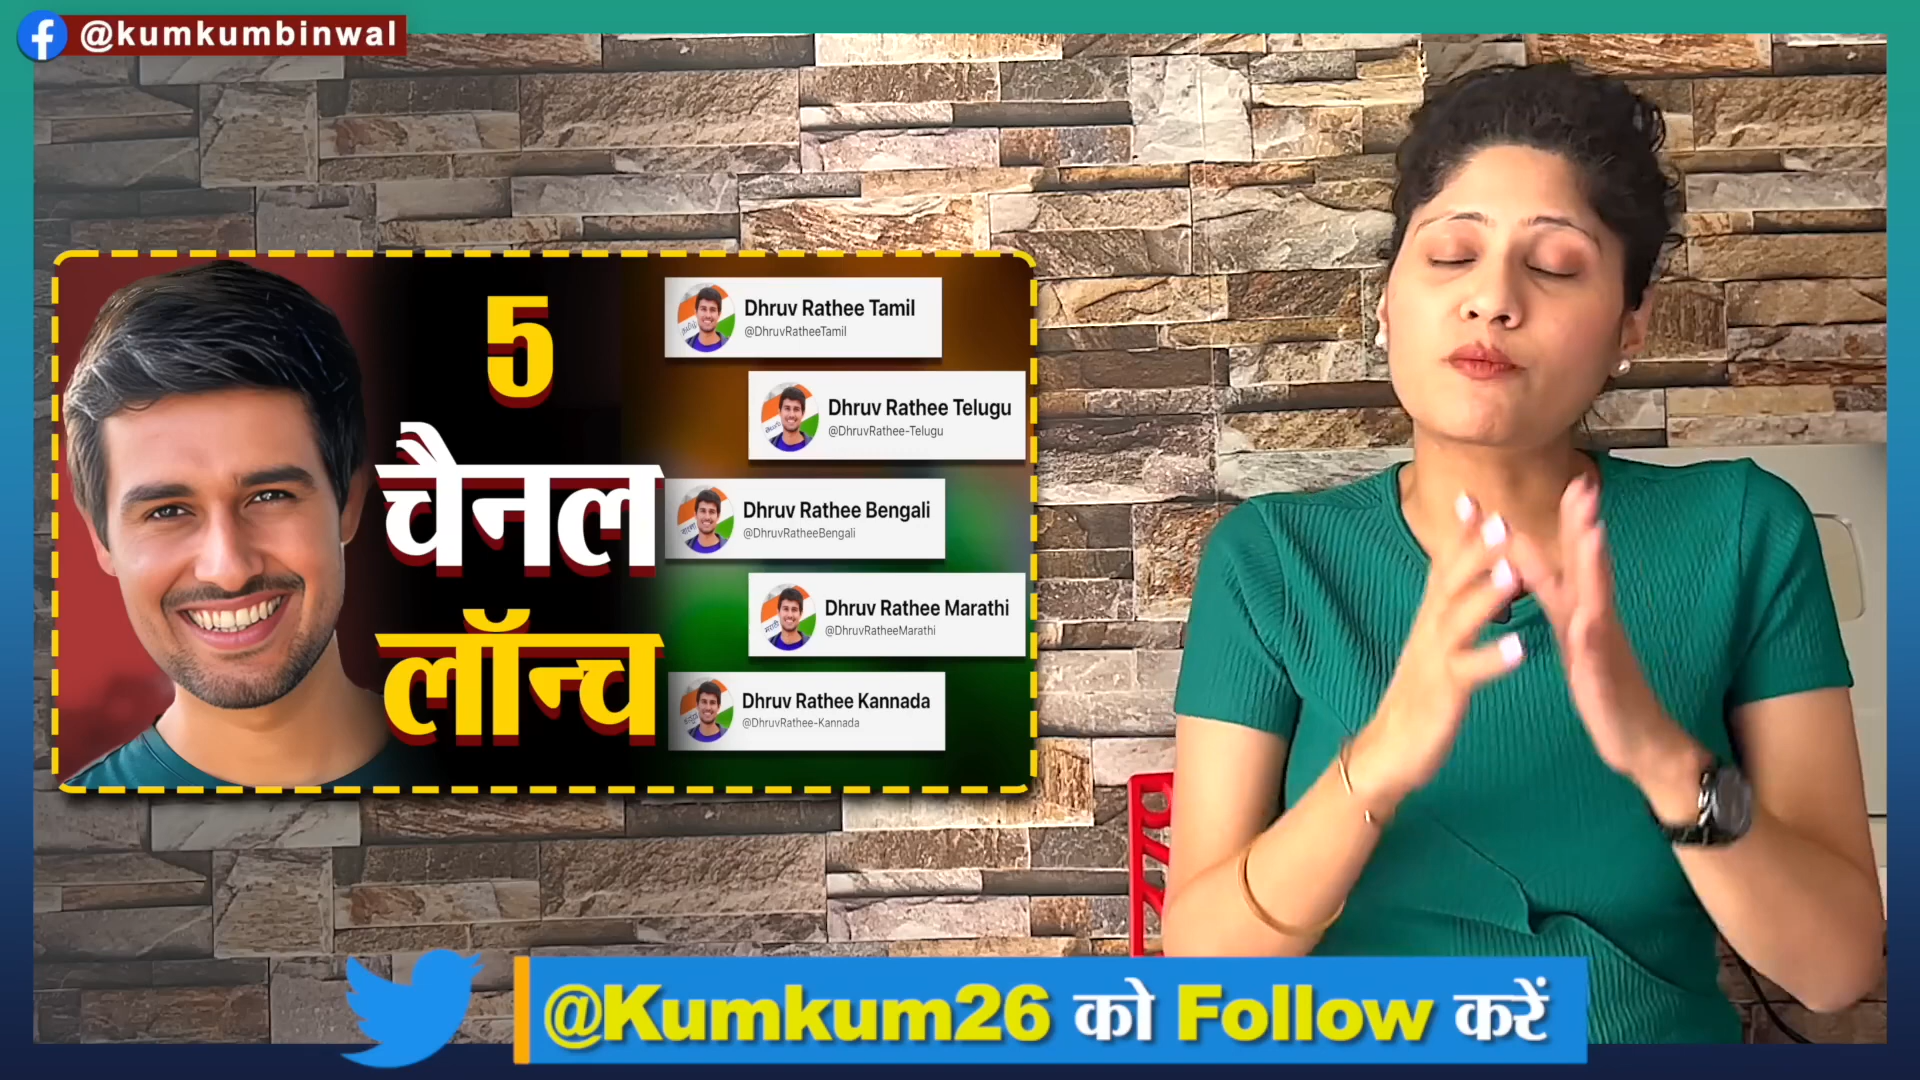 @kumkumbinwal
5
चैनल
लॉन्च
Dhruv Rathee Tamil
@DhruvRatheeTamil
Dhruv Rathee Telugu
@DhruvRathee-Telugu
Dhruv Rathee Bengali
@DhruvRatheeBengali
Dhruv Rathee Marathi
@DhruvRatheeMarathi
Dhruv Rathee Kannada
@DhruvRathee-Kannada
@Kumkum26 को Follow करें